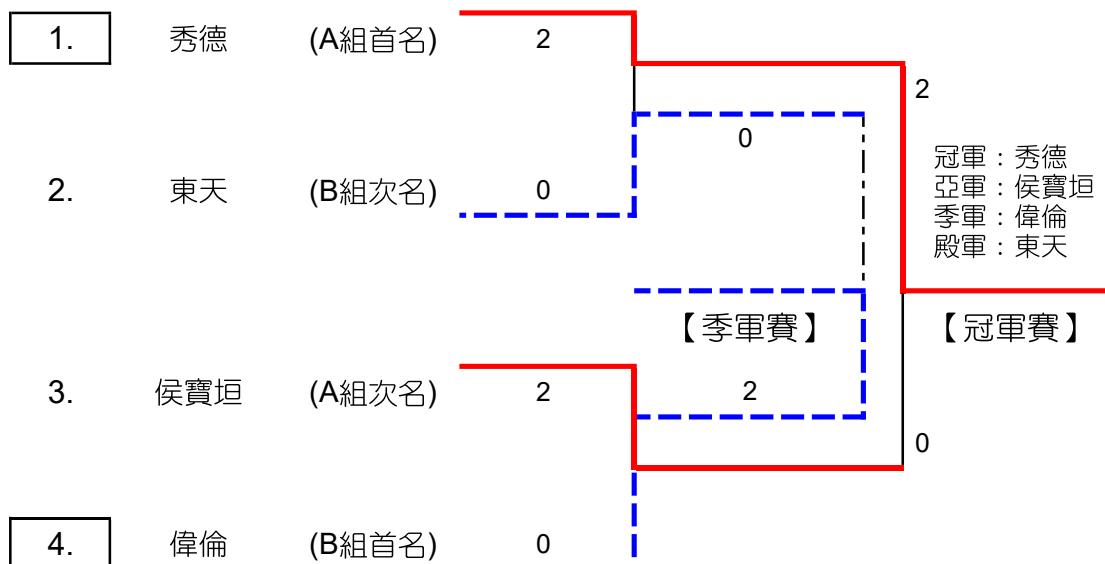 1. 秀德 (A組首名) 2
2
0
冠軍：秀德
亞軍：侯寶垣
季軍：偉倫
殿軍：東天
2. 東天 (B組次名) 0
【季軍賽】 【冠軍賽】
3. 侯寶垣 (A組次名) 2 2
0
4. 偉倫 (B組首名) 0